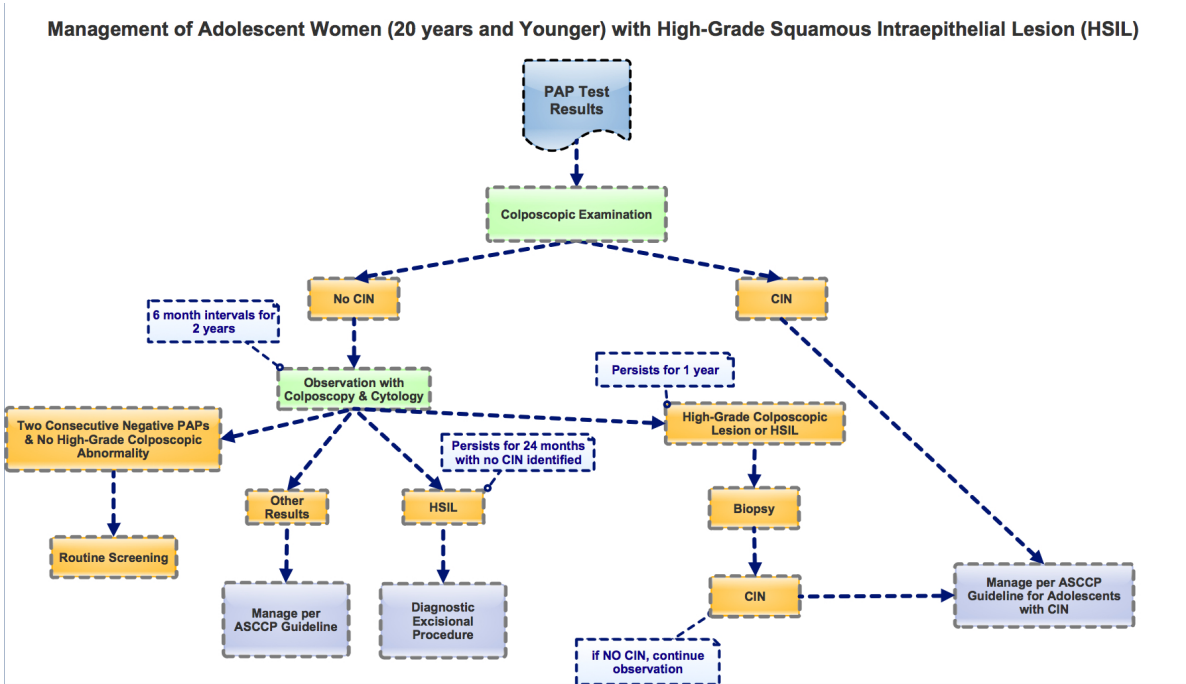 Management of Adolescent Women (20 years and Younger) with High-Grade Squamous Intraepithelial Lesion (HSIL)
PAP Test
Results
Colposcopic Examination
No CIN
CIN
6 month intervals for
2 years
Observation with
Colposcopy & Cytology
Persists for 1 year
Two Consecutive Negative PAPs
& No High-Grade Colposcopic
Abnormality
High-Grade Colposcopic
Lesion or HSIL
Persists for 24 months
with no CIN identified
Other
Results
HSIL
Biopsy
Routine Screening
Manage per
ASCCP Guideline
Diagnostic
Excisional
Procedure
CIN
Manage per ASCCP
Guideline for Adolescents
with CIN
if NO CIN, continue
observation